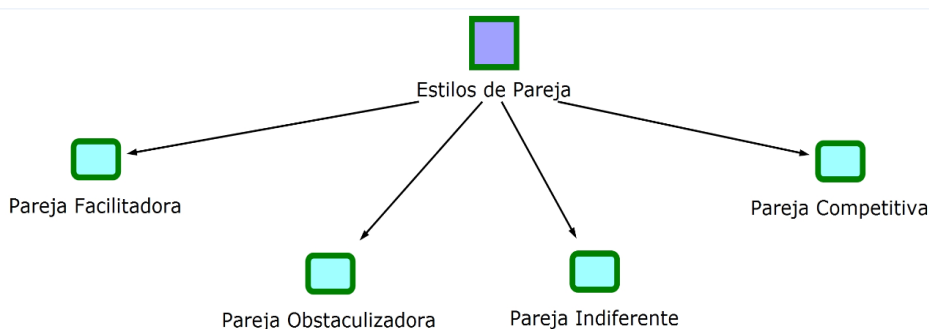 Estilos de Pareja
Pareja Facilitadora
Pareja Competitiva
Pareja Obstaculizadora
Pareja Indiferente